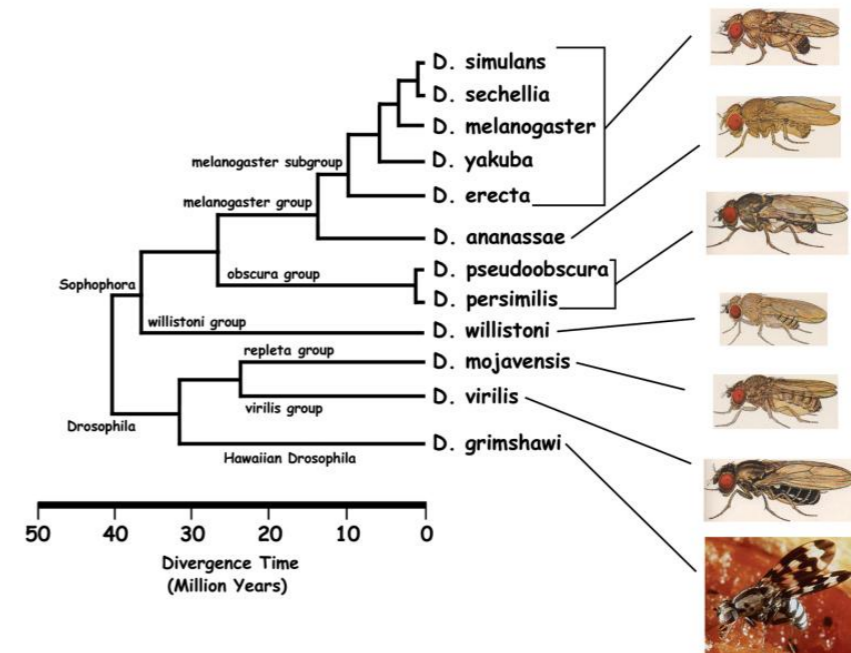 D. simulans
D. sechellia
D. melanogaster
melanogaster subgroup
D. yakuba
D. erecta
melanogaster group
D. ananassae
obscura group
D. pseudoobscura
D. persimilis
Sophophora
willistoni group
D. willistoni
repleta group
D. mojavensis
virilis group
D. virilis
Drosophila
D. grimshawi
Hawaiian Drosophila
50 40 30 20 10 0
Divergence Time
(Million Years)